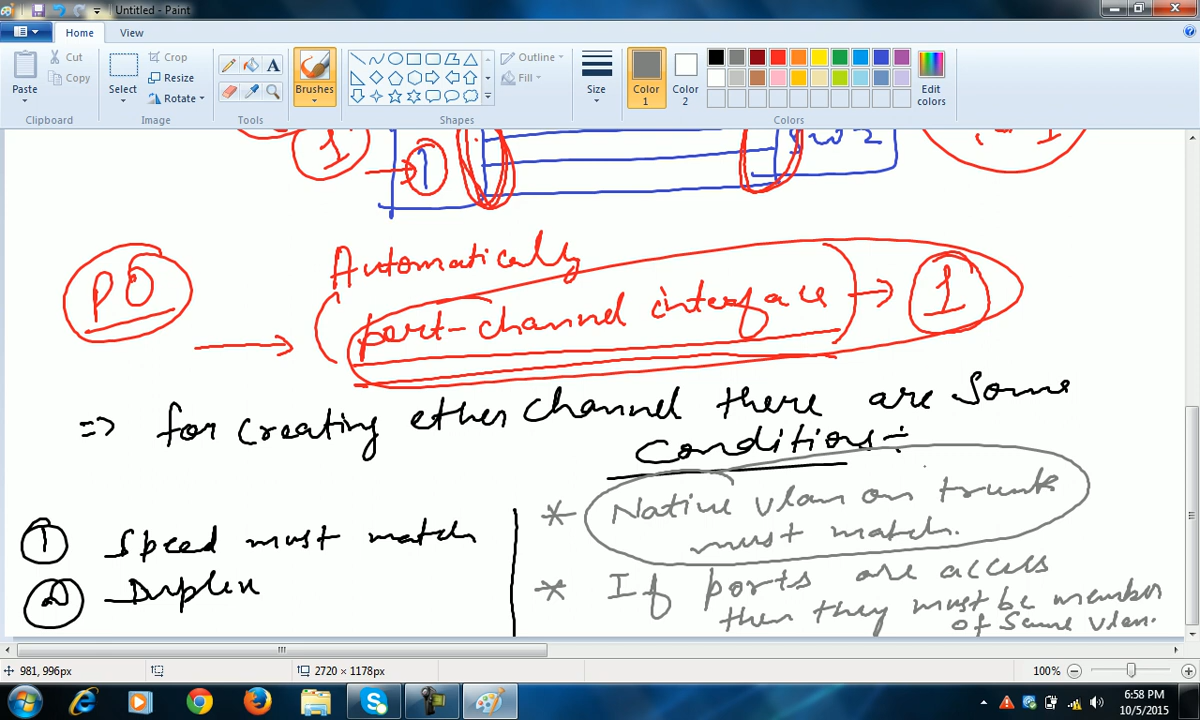 Untitled - Paint
Home
View
Paste
Cut
Copy
Clipboard
Select
Crop
Resize
Rotate
Image
A
Tools
Brushes
Shapes
Outline
Fill
Size
Color 1
Color 2
Colors
Edit colors
1
1
SW-2
1
Automatically
PO
port-channel interface
1
=> for creating ether channel there are some
conditions:-
* Native vlan on trunk
must match.
1 Speed must match
2 Duplex
* If ports are access
then they must be member
of same vlan.
981, 996px
2720 × 1178px
100%
6:58 PM
10/5/2015